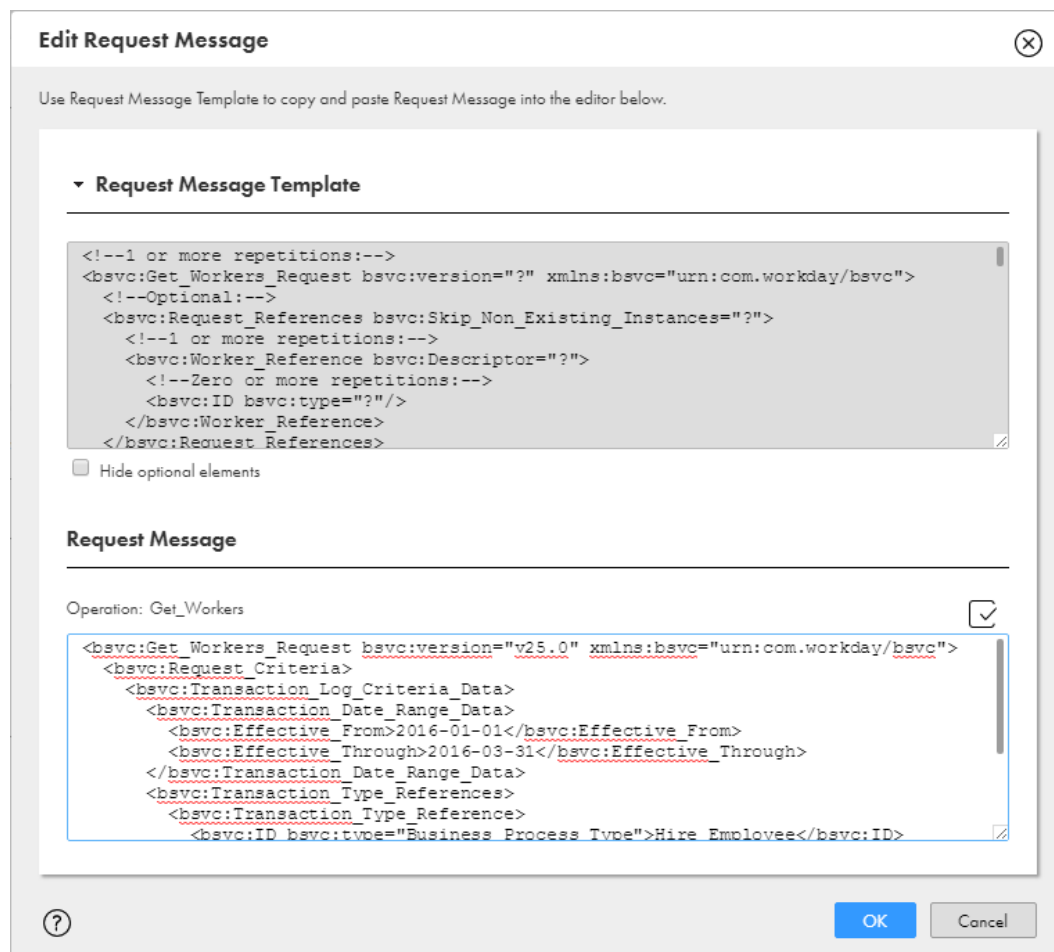 Edit Request Message
Use Request Message Template to copy and paste Request Message into the editor below.
Request Message Template
<!--1 or more repetitions:-->
<bsvc:Get_Workers_Request bsvc:version="?" xmlns:bsvc="urn:com.workday/bsvc">
  <!--Optional:-->
  <bsvc:Request_References bsvc:Skip_Non_Existing_Instances="?">
    <!--1 or more repetitions:-->
    <bsvc:Worker_Reference bsvc:Descriptor="?">
      <!--Zero or more repetitions:-->
      <bsvc:ID bsvc:type="?"/>
    </bsvc:Worker_Reference>
  </bsvc:Request_References>
Hide optional elements
Request Message
Operation: Get_Workers
<bsvc:Get_Workers_Request bsvc:version="v25.0" xmlns:bsvc="urn:com.workday/bsvc">
  <bsvc:Request_Criteria>
    <bsvc:Transaction_Log_Criteria_Data>
      <bsvc:Transaction_Date_Range_Data>
        <bsvc:Effective_From>2016-01-01</bsvc:Effective_From>
        <bsvc:Effective_Through>2016-03-31</bsvc:Effective_Through>
      </bsvc:Transaction_Date_Range_Data>
      <bsvc:Transaction_Type_References>
        <bsvc:Transaction_Type_Reference>
          <bsvc:ID bsvc:type="Business_Process_Type">Hire Employee</bsvc:ID>
?
OK
Cancel